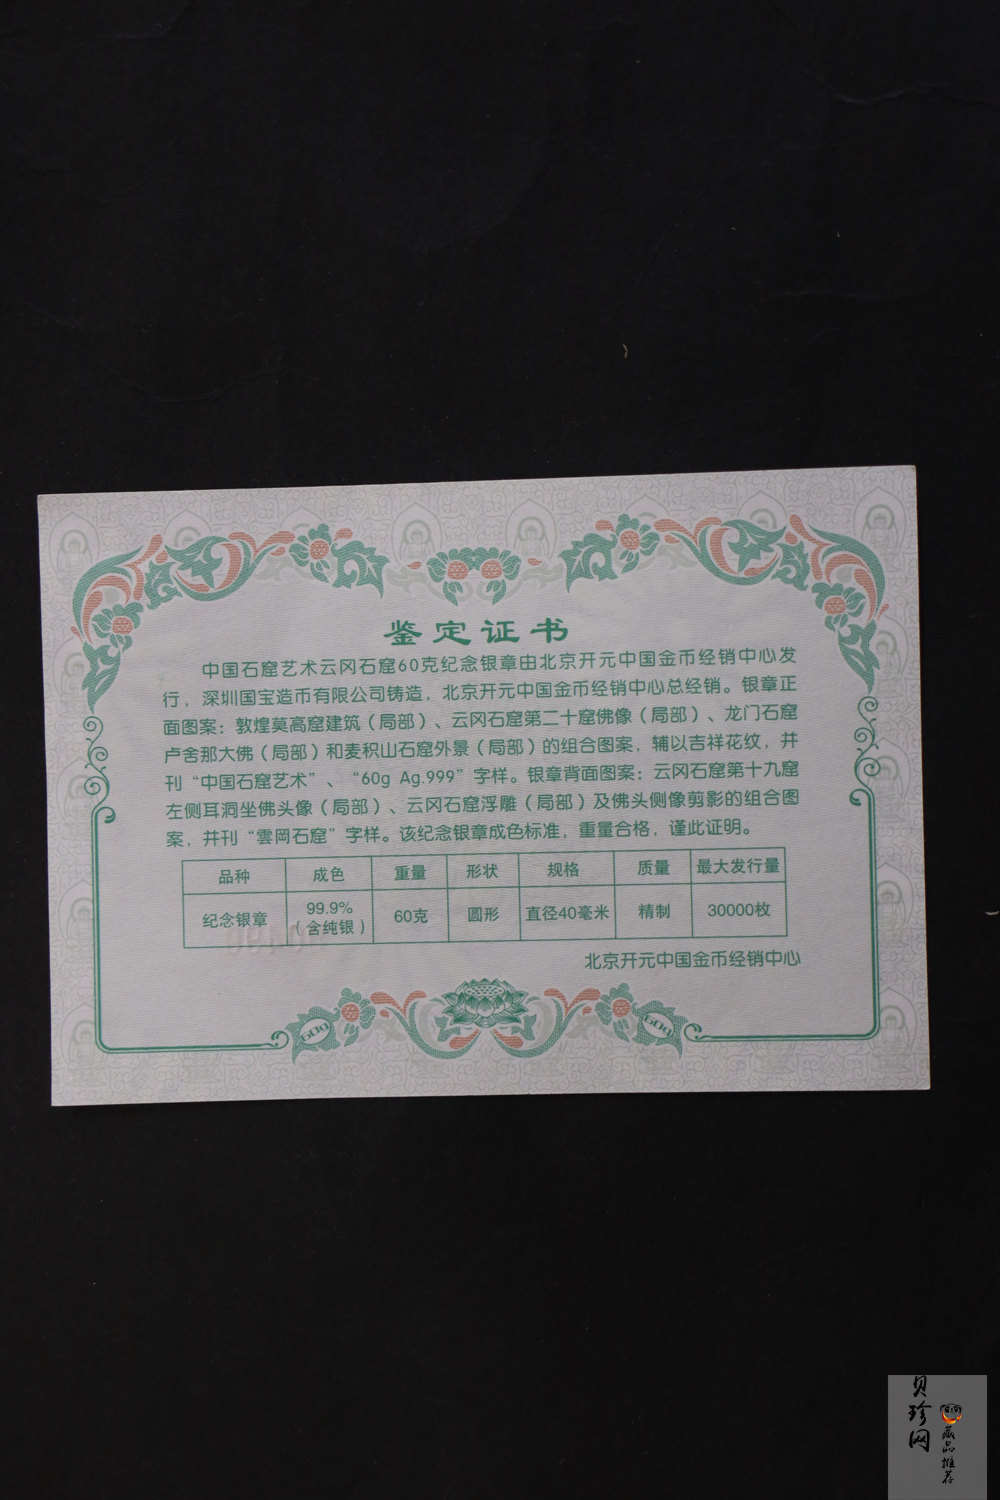 鉴定证书
中国石窟艺术云冈石窟60克纪念银章由北京开元中国金币经销中心发
行，深圳国宝造币有限公司铸造，北京开元中国金币经销中心总经销。银章正
面图案：敦煌莫高窟建筑（局部）、云冈石窟第二十窟佛像（局部）、龙门石窟
卢舍那大佛（局部）和麦积山石窟外景（局部）的组合图案，辅以吉祥花纹，并
刊“中国石窟艺术”、“60g Ag.999”字样。银章背面图案：云冈石窟第十九窟
左侧耳洞坐佛头像（局部）、云冈石窟浮雕（局部）及佛头侧像剪影的组合图
案，并刊“雲岡石窟”字样。该纪念银章成色标准，重量合格，谨此证明。
品种 成色 重量 形状 规格 质量 最大发行量
纪念银章 99.9%（含纯银） 60克 圆形 直径40毫米 精制 30000枚
北京开元中国金币经销中心
60g 60g
贝珍网
藏品推荐